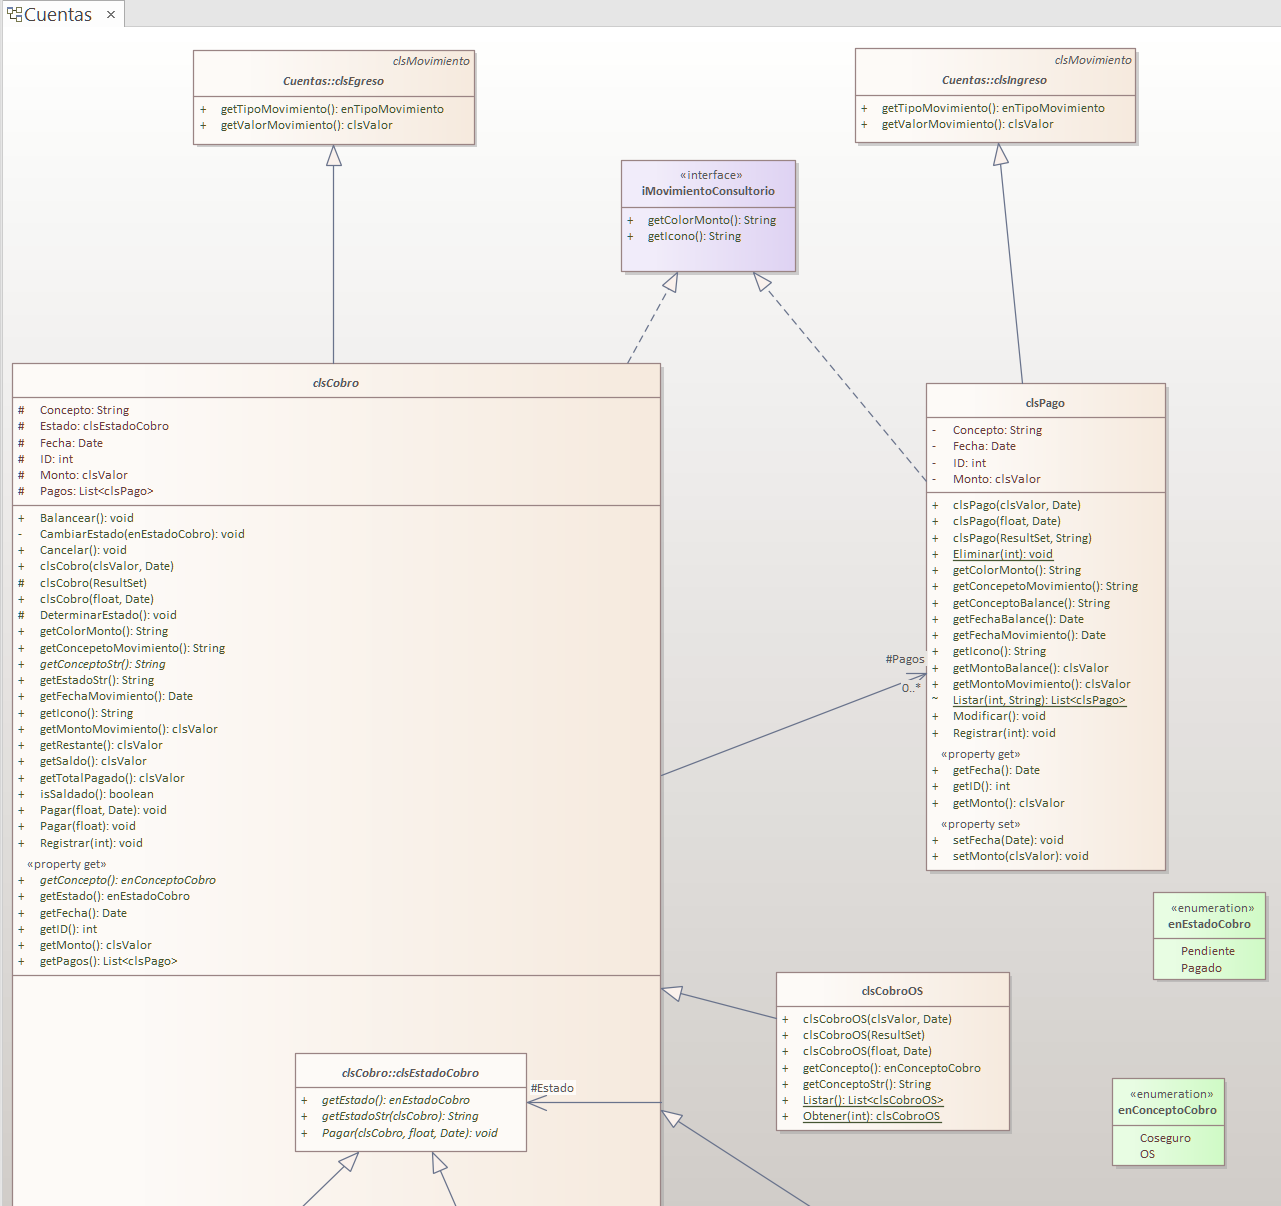 Cuentas ×
clsMovimiento
Cuentas::clsEgreso
+ getTipoMovimiento(): enTipoMovimiento
+ getValorMovimiento(): clsValor
clsMovimiento
Cuentas::clsIngreso
+ getTipoMovimiento(): enTipoMovimiento
+ getValorMovimiento(): clsValor
«interface»
iMovimientoConsultorio
+ getColorMonto(): String
+ getIcono(): String
clsCobro
# Concepto: String
# Estado: clsEstadoCobro
# Fecha: Date
# ID: int
# Monto: clsValor
# Pagos: List<clsPago>
+ Balancear(): void
- CambiarEstado(enEstadoCobro): void
+ Cancelar(): void
+ clsCobro(clsValor, Date)
# clsCobro(ResultSet)
+ clsCobro(float, Date)
# DeterminarEstado(): void
+ getColorMonto(): String
+ getConcepetoMovimiento(): String
+ getConceptoStr(): String
+ getEstadoStr(): String
+ getFechaMovimiento(): Date
+ getIcono(): String
+ getMontoMovimiento(): clsValor
+ getRestante(): clsValor
+ getSaldo(): clsValor
+ getTotalPagado(): clsValor
+ isSaldado(): boolean
+ Pagar(float, Date): void
+ Pagar(float): void
+ Registrar(int): void
«property get»
+ getConcepto(): enConceptoCobro
+ getEstado(): enEstadoCobro
+ getFecha(): Date
+ getID(): int
+ getMonto(): clsValor
+ getPagos(): List<clsPago>
clsPago
- Concepto: String
- Fecha: Date
- ID: int
- Monto: clsValor
+ clsPago(clsValor, Date)
+ clsPago(float, Date)
+ clsPago(ResultSet, String)
+ Eliminar(int): void
+ getColorMonto(): String
+ getConcepetoMovimiento(): String
+ getConceptoBalance(): String
+ getFechaBalance(): Date
+ getFechaMovimiento(): Date
+ getIcono(): String
+ getMontoBalance(): clsValor
+ getMontoMovimiento(): clsValor
~ Listar(int, String): List<clsPago>
+ Modificar(): void
+ Registrar(int): void
«property get»
+ getFecha(): Date
+ getID(): int
+ getMonto(): clsValor
«property set»
+ setFecha(Date): void
+ setMonto(clsValor): void
#Pagos
0..*
«enumeration»
enEstadoCobro
Pendiente
Pagado
clsCobroOS
+ clsCobroOS(clsValor, Date)
+ clsCobroOS(ResultSet)
+ clsCobroOS(float, Date)
+ getConcepto(): enConceptoCobro
+ getConceptoStr(): String
+ Listar(): List<clsCobroOS>
+ Obtener(int): clsCobroOS
clsCobro::clsEstadoCobro
+ getEstado(): enEstadoCobro
+ getEstadoStr(clsCobro): String
+ Pagar(clsCobro, float, Date): void
#Estado
«enumeration»
enConceptoCobro
Coseguro
OS